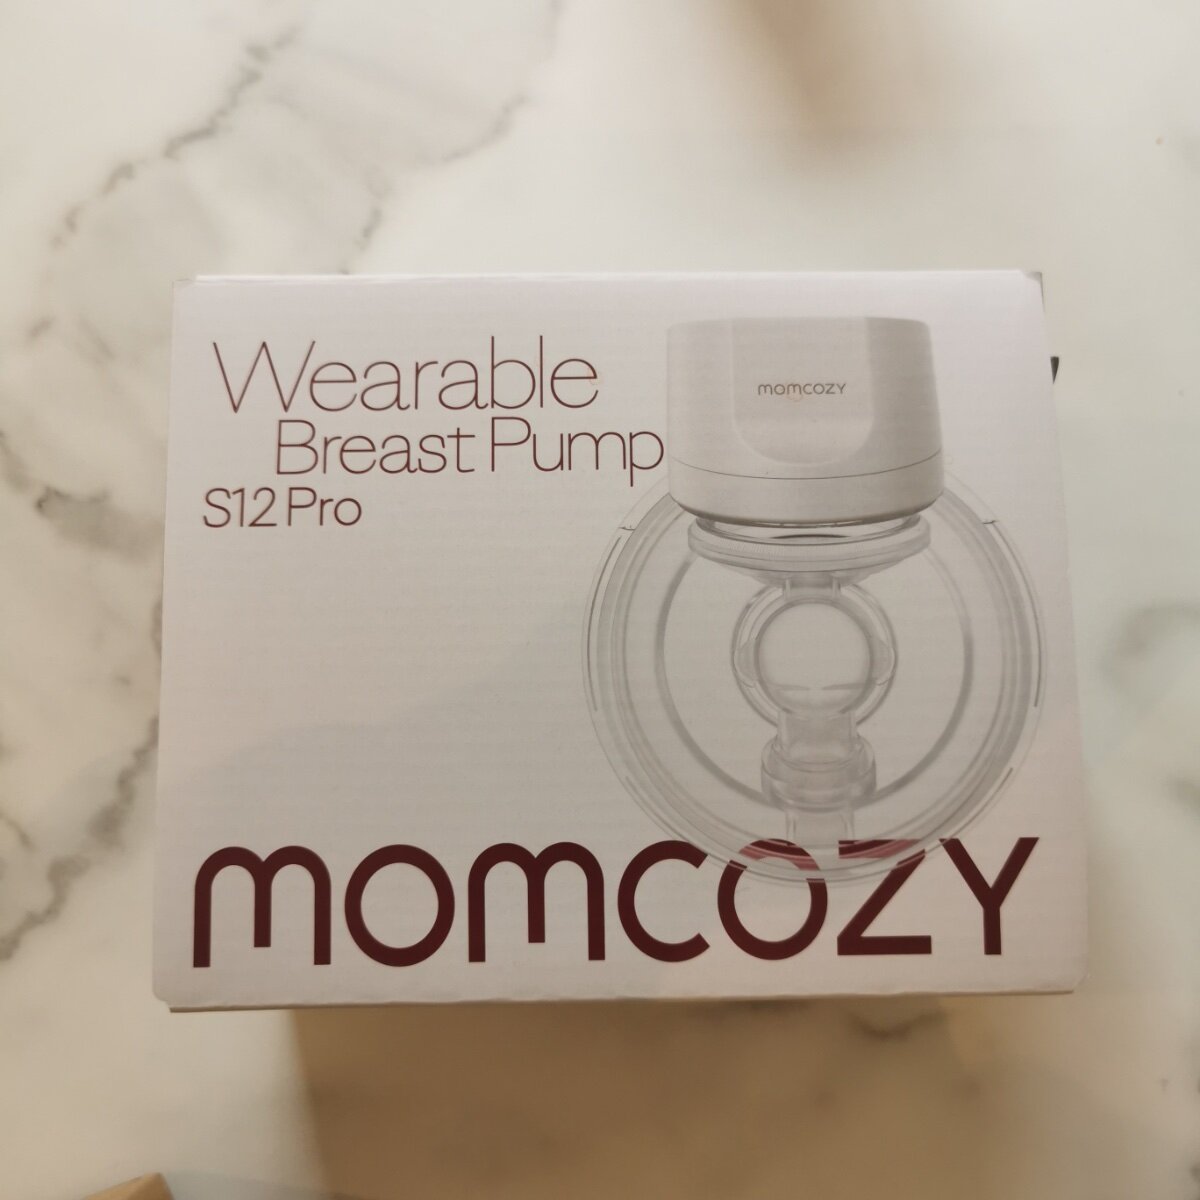 Wearable
Breast Pump
S12 Pro
momcozy
momcozy